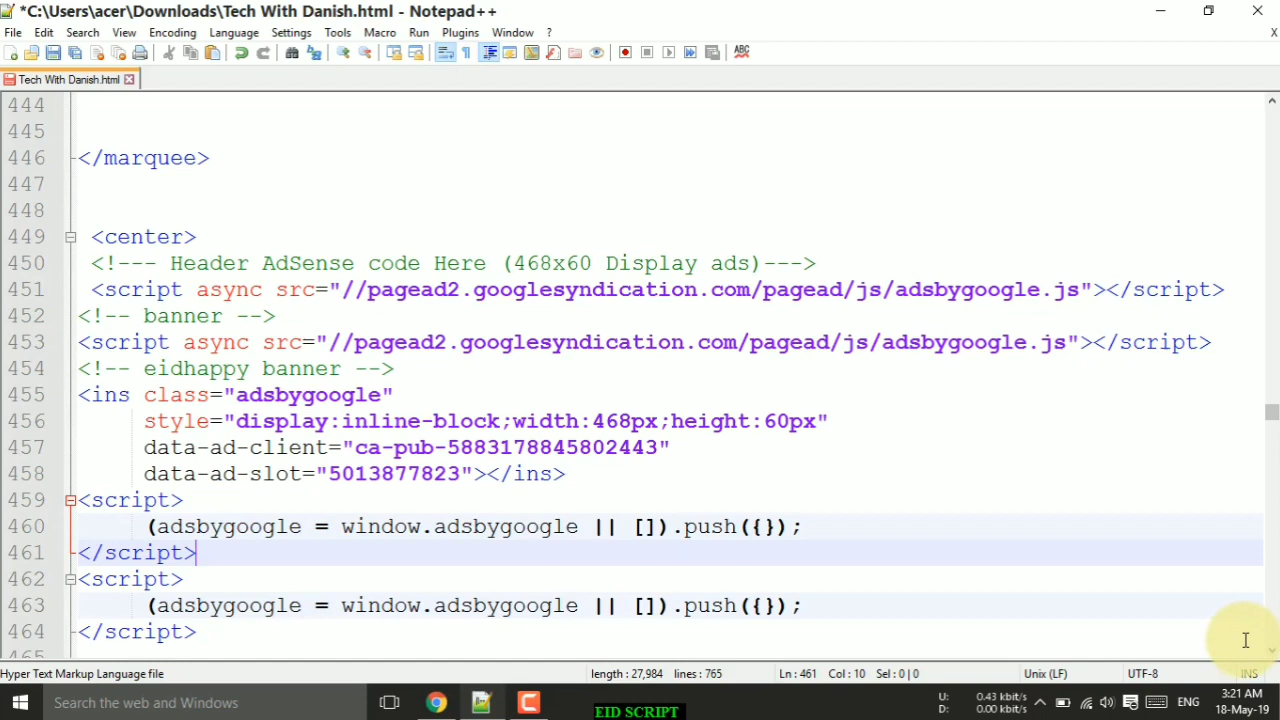 *C:\Users\acer\Downloads\Tech With Danish.html - Notepad++
File Edit Search View Encoding Language Settings Tools Macro Run Plugins Window ? X
ABC
Tech With Danish.html
444
445
446 </marquee>
447
448
449 <center>
450 <!--- Header AdSense code Here (468x60 Display ads)--->
451 <script async src="//pagead2.googlesyndication.com/pagead/js/adsbygoogle.js"></script>
452 <!-- banner -->
453 <script async src="//pagead2.googlesyndication.com/pagead/js/adsbygoogle.js"></script>
454 <!-- eidhappy banner -->
455 <ins class="adsbygoogle"
456 style="display:inline-block;width:468px;height:60px"
457 data-ad-client="ca-pub-5883178845802443"
458 data-ad-slot="5013877823"></ins>
459 <script>
460 (adsbygoogle = window.adsbygoogle || []).push({});
461 </script>
462 <script>
463 (adsbygoogle = window.adsbygoogle || []).push({});
464 </script>
465
Hyper Text Markup Language file length : 27,984 lines : 765 Ln : 461 Col : 10 Sel : 0 | 0 Unix (LF) UTF-8 INS
Search the web and Windows
EID SCRIPT
U: 0.43 kbit/s
D: 0.00 kbit/s
ENG
3:21 AM
18-May-19